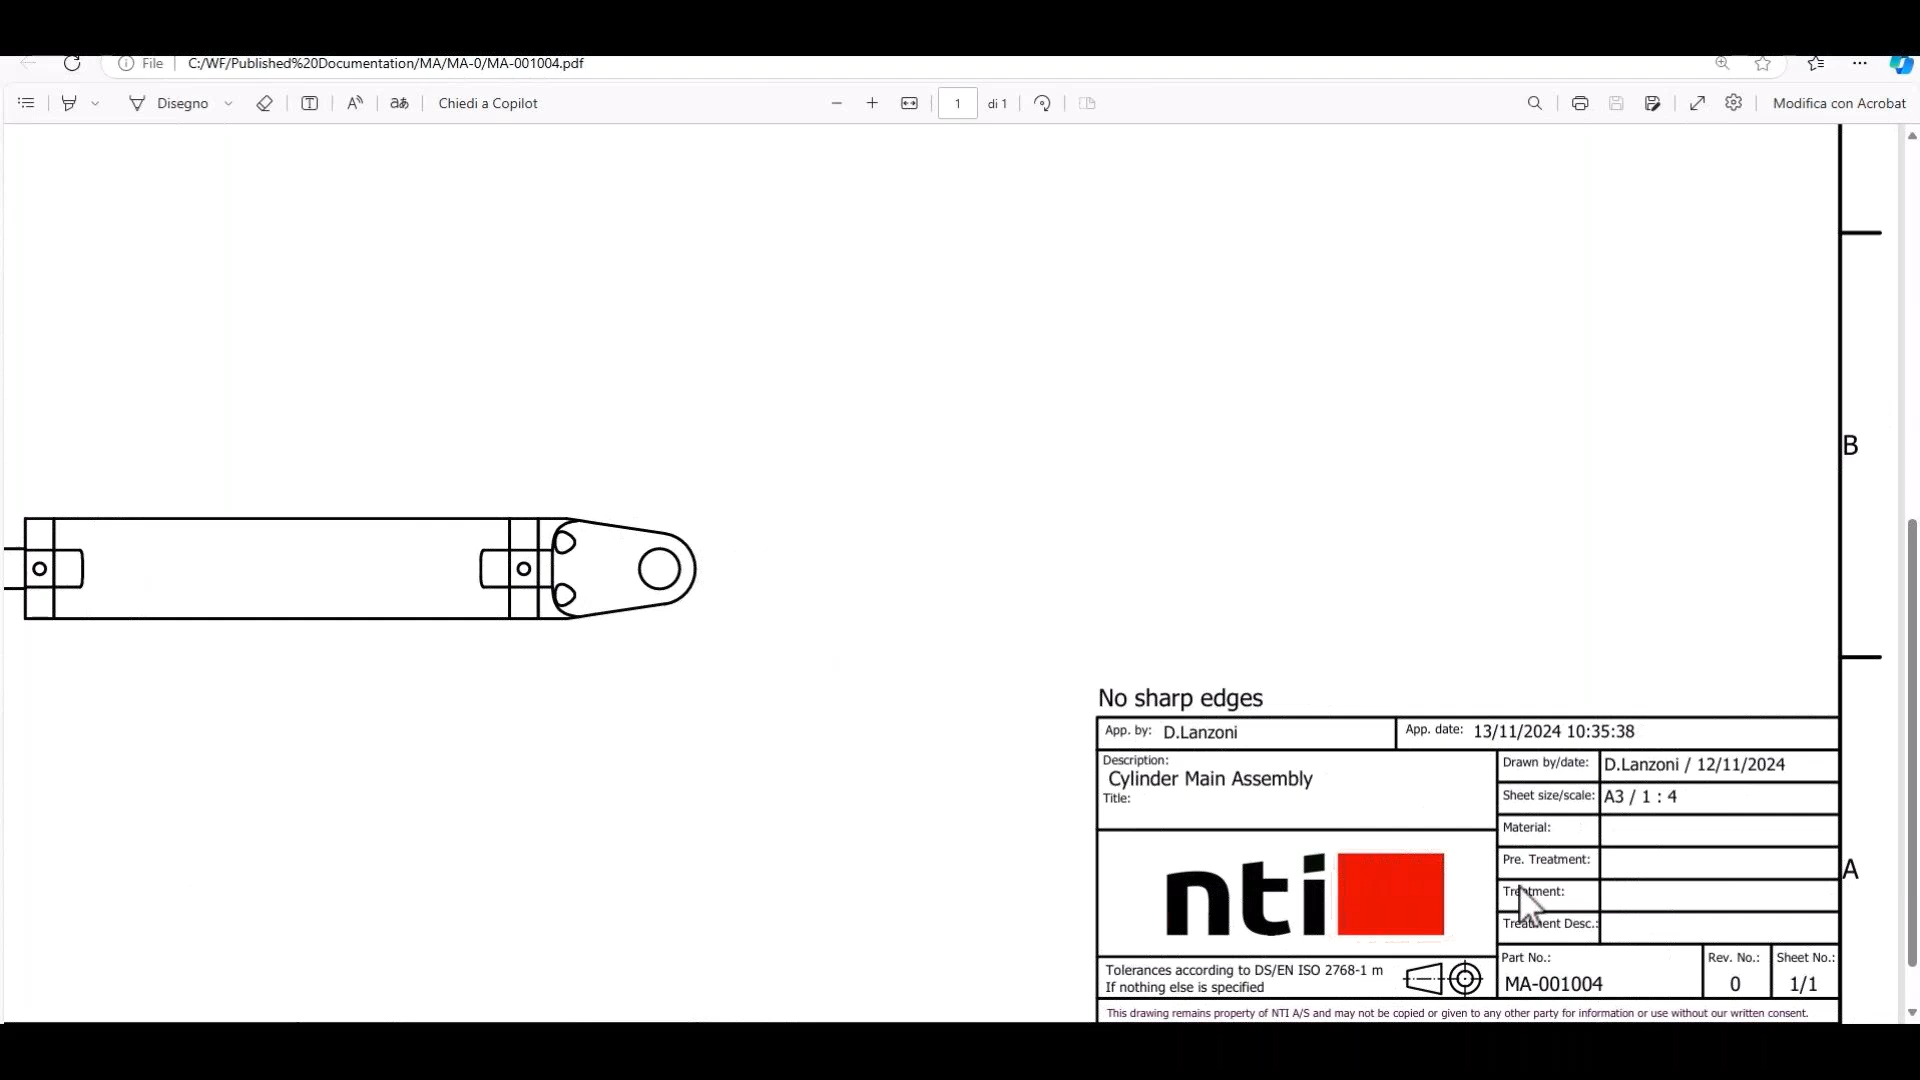 File C:/WF/Published%20Documentation/MA/MA-0/MA-001004.pdf
Disegno T A aあ Chiedi a Copilot 1 di 1 Modifica con Acrobat
B
No sharp edges
App. by: D.Lanzoni App. date: 13/11/2024 10:35:38
Description:
Cylinder Main Assembly
Title:
Drawn by/date: D.Lanzoni / 12/11/2024
Sheet size/scale: A3 / 1 : 4
Material:
Pre. Treatment:
Treatment:
Treatment Desc.:
A
nti
Tolerances according to DS/EN ISO 2768-1 m
If nothing else is specified
Part No.: Rev. No.: Sheet No.:
MA-001004 0 1/1
This drawing remains property of NTI A/S and may not be copied or given to any other party for information or use without our written consent.